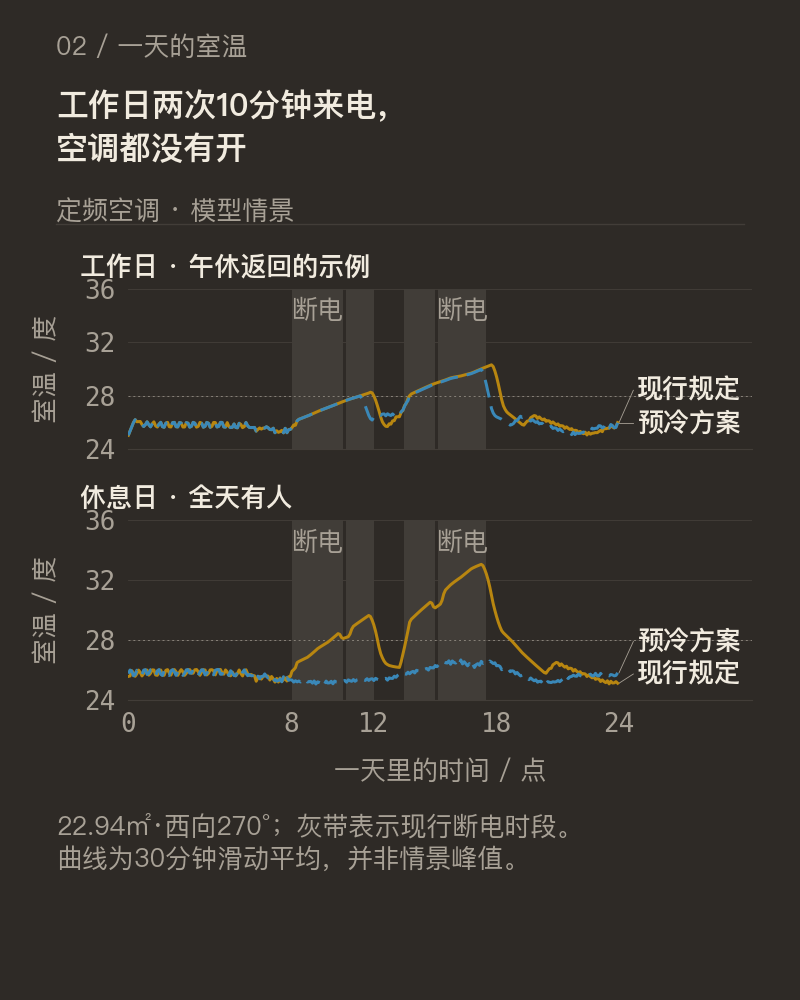 02 / 一天的室温
工作日两次10分钟来电,
空调都没有开
定频空调 · 模型情景
工作日 · 午休返回的示例
36
断电
断电
32
室温 / 度
28
现行规定
预冷方案
24
休息日 · 全天有人
36
断电
断电
32
室温 / 度
28
预冷方案
现行规定
24
0 8 12 18 24
一天里的时间 / 点
22.94㎡·西向270°；灰带表示现行断电时段。
曲线为30分钟滑动平均，并非情景峰值。